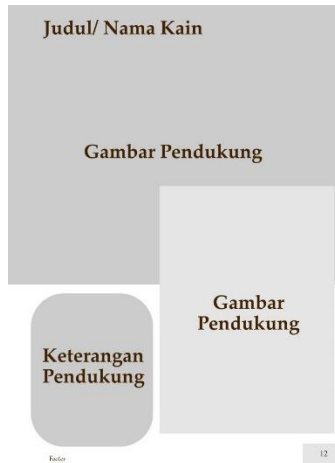 Judul/ Nama Kain
Gambar Pendukung
Gambar
Pendukung
Keterangan
Pendukung
Footer
12